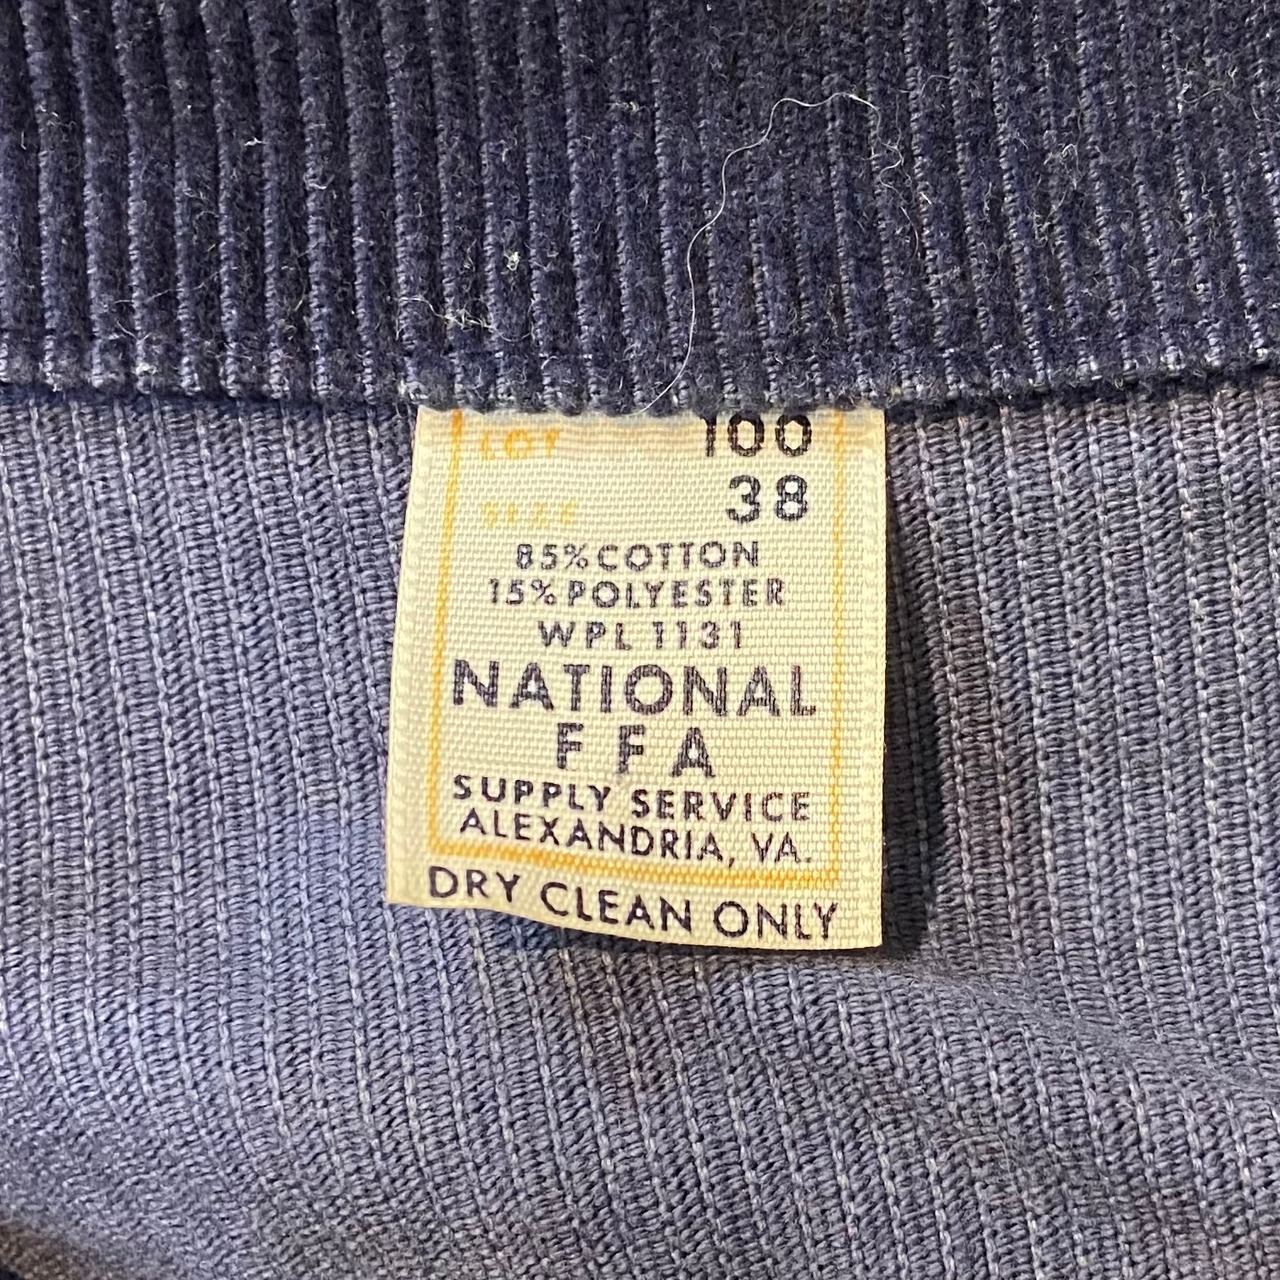 LOT 100
SIZE 38
85% COTTON
15% POLYESTER
WPL 1131
NATIONAL
FFA
SUPPLY SERVICE
ALEXANDRIA, VA.
DRY CLEAN ONLY